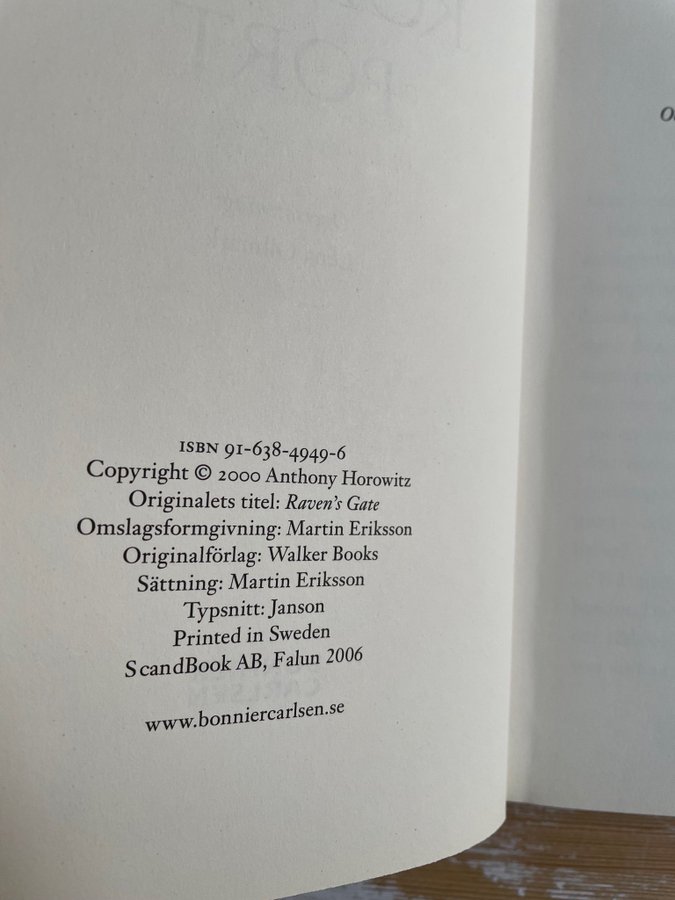 ISBN 91-638-4949-6
Copyright © 2000 Anthony Horowitz
Originalets titel: Raven's Gate
Omslagsformgivning: Martin Eriksson
Originalförlag: Walker Books
Sättning: Martin Eriksson
Typsnitt: Janson
Printed in Sweden
ScandBook AB, Falun 2006
www.bonniercarlsen.se